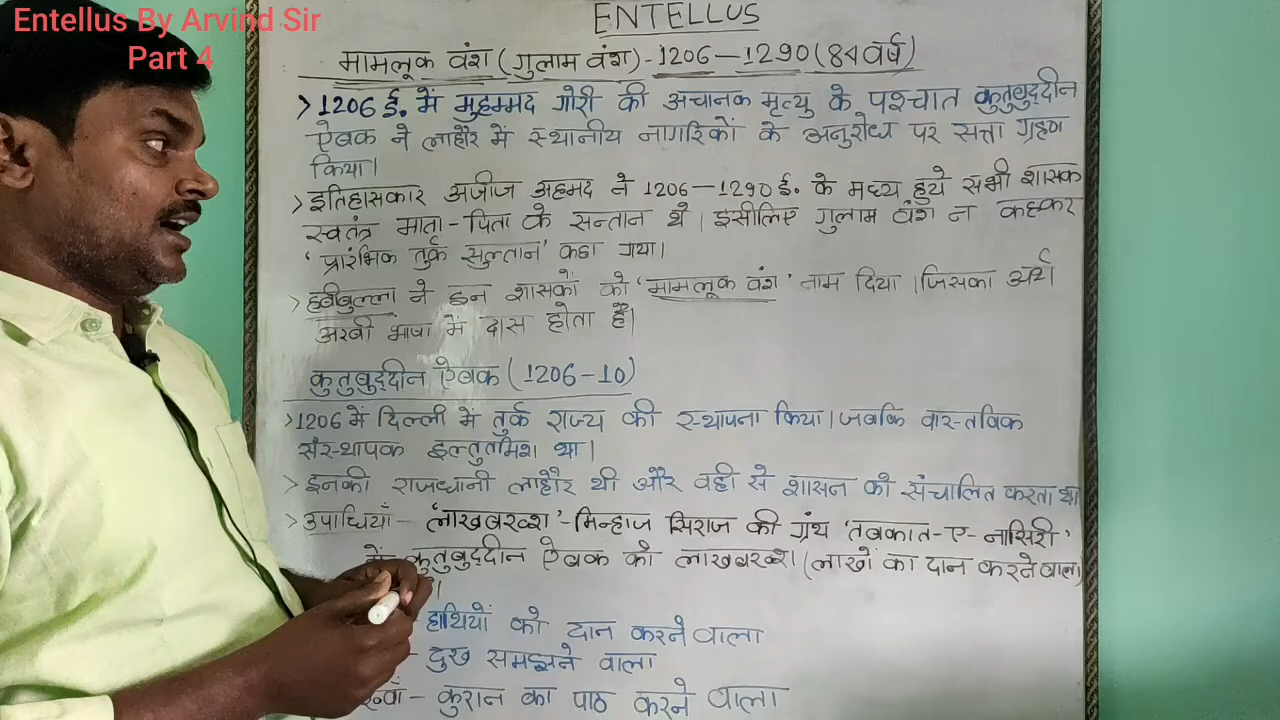 Entellus By Arvind Sir
Part 4
ENTELLUS
मामलूक वंश (गुलाम वंश)-1206-1290 (84 वर्ष)
>1206 ई. में मुहम्मद गोरी की अचानक मृत्यु के पश्चात कुतुबुद्दीन
ऐबक ने लाहौर में स्थानीय नागरिकों के अनुरोध पर सत्ता ग्रहण
किया।
>इतिहासकार अजीज अहमद ने 1206-1290 ई. के मध्य हुये सभी शासक
स्वतंत्र माता-पिता के सन्तान थे। इसीलिए गुलाम वंश न कहकर
'प्रारंभिक तुर्क सुल्तान' कहा गया।
>हबीबुल्ला ने इन शासकों को 'मामलूक वंश' नाम दिया। जिसका अर्थ
अरबी भाषा में दास होता है।
कुतुबुद्दीन ऐबक (1206-10)
>1206 में दिल्ली में तुर्क राज्य की स्थापना किया। जबकि वास्तविक
संस्थापक इल्तुतमिश था।
>इनकी राजधानी लाहौर थी और वही से शासन को संचालित करता था
>उपाधियाँ- 'लाखबख्श'-मिन्हाज सिराज की ग्रंथ 'तबकात-ए-नासिरी'
में कुतुबुद्दीन ऐबक को लाखबख्श (लाखों का दान करने वाला)
।
हाथियों को दान करने वाला
- दुख समझने वाला
- कुरान का पाठ करने वाला